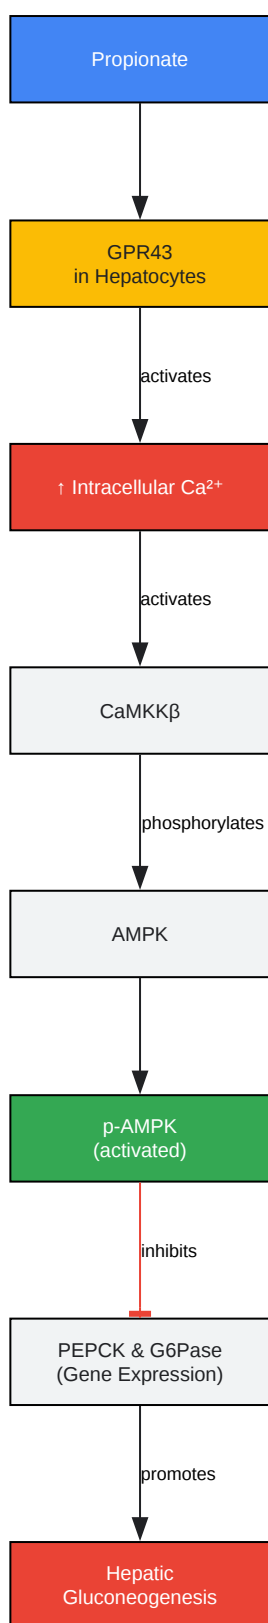 Propionate
GPR43
in Hepatocytes
activates
↑ Intracellular Ca²⁺
activates
CaMKKβ
phosphorylates
AMPK
p-AMPK
(activated)
inhibits
PEPCK & G6Pase
(Gene Expression)
promotes
Hepatic
Gluconeogenesis